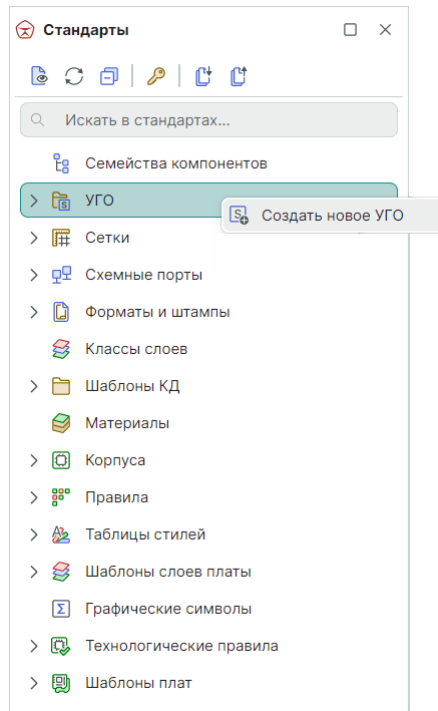 Стандарты
Искать в стандартах...
Семейства компонентов
УГО
Создать новое УГО
Сетки
Схемные порты
Форматы и штампы
Классы слоев
Шаблоны КД
Материалы
Корпуса
Правила
Таблицы стилей
Шаблоны слоев платы
Графические символы
Технологические правила
Шаблоны плат